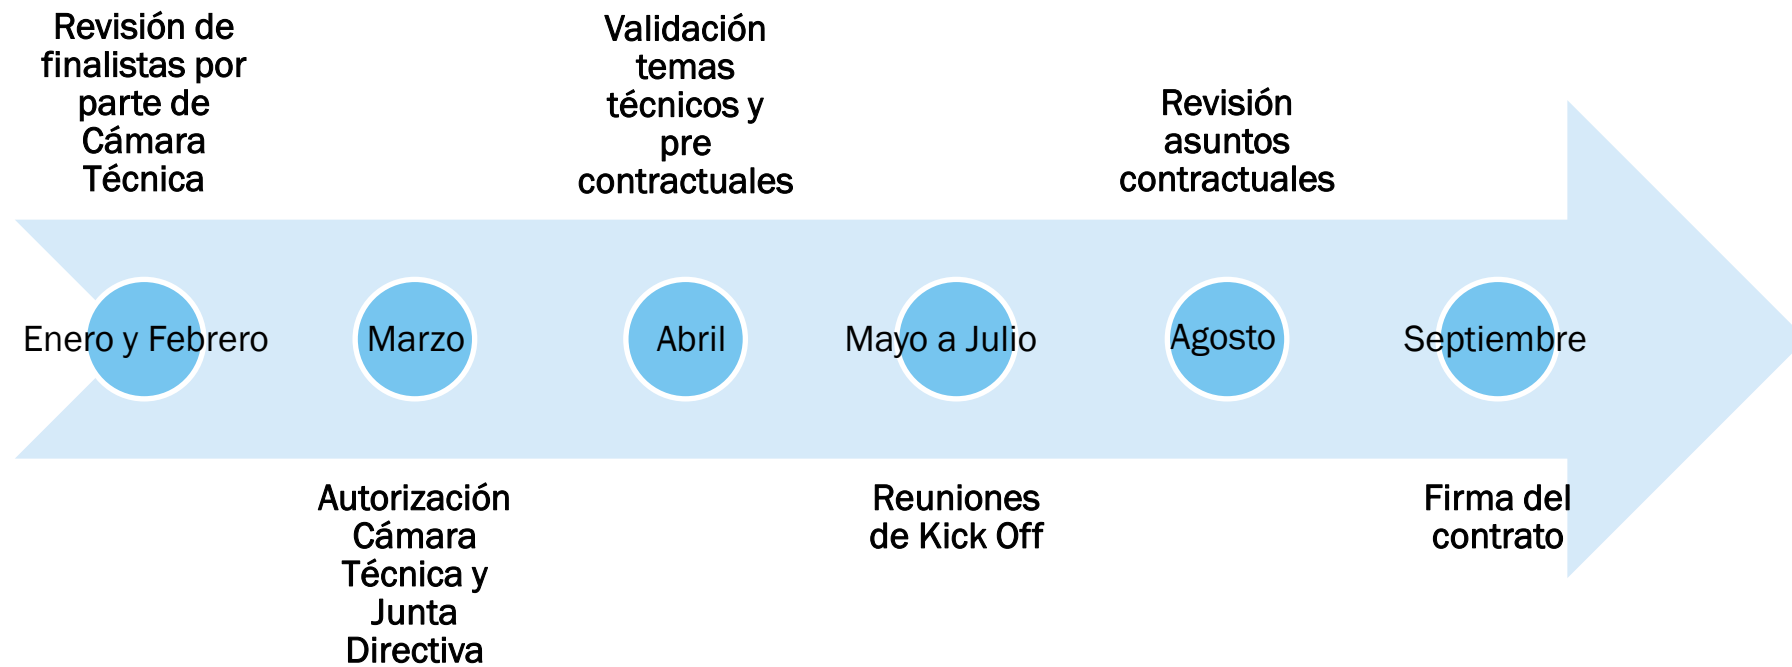 Revisión de
finalistas por
parte de
Cámara
Técnica
Validación
temas
técnicos y
pre
contractuales
Revisión
asuntos
contractuales
Enero y Febrero
Marzo
Abril
Mayo a Julio
Agosto
Septiembre
Autorización
Cámara
Técnica y
Junta
Directiva
Reuniones
de Kick Off
Firma del
contrato